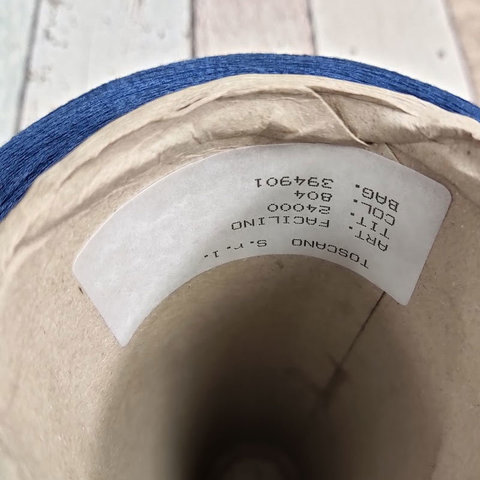 TOSCANO S.r.l.
ART. FACILINO
TIT. 24000
COL. 804
BAG. 394901